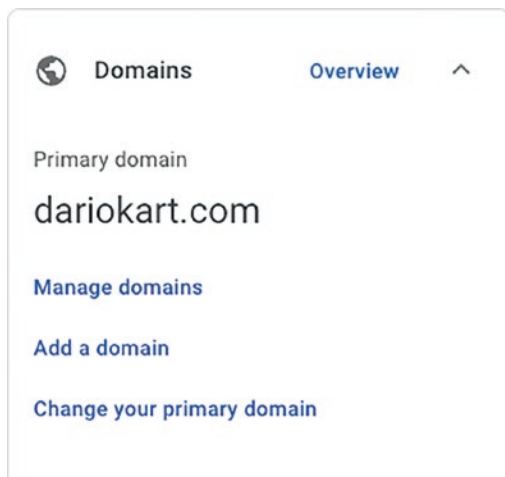 Domains Overview
Primary domain
dariokart.com
Manage domains
Add a domain
Change your primary domain